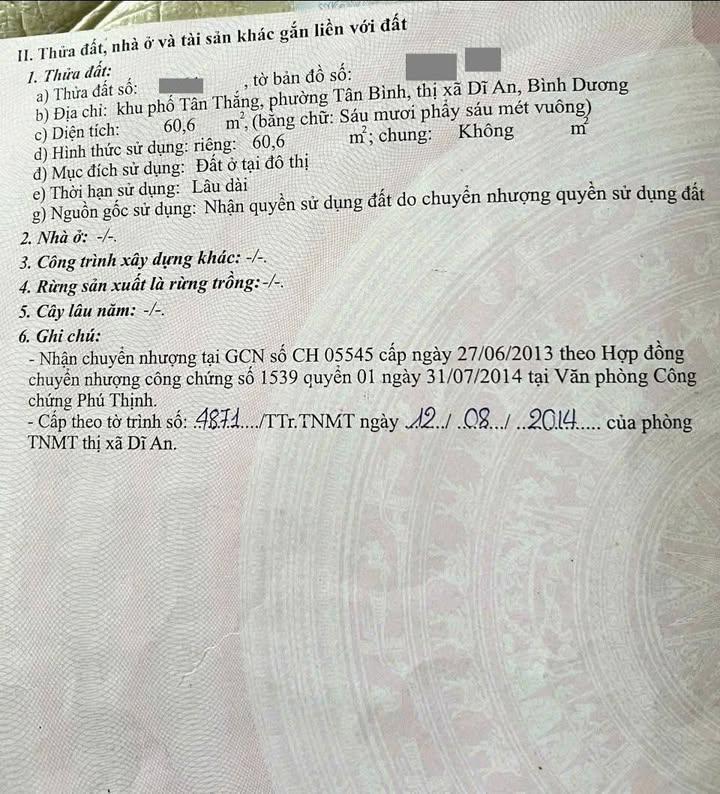 II. Thửa đất, nhà ở và tài sản khác gắn liền với đất
1. Thửa đất:
a) Thửa đất số: , tờ bản đồ số:
b) Địa chỉ: khu phố Tân Thắng, phường Tân Bình, thị xã Dĩ An, Bình Dương
c) Diện tích: 60,6 m², (bằng chữ: Sáu mươi phẩy sáu mét vuông)
d) Hình thức sử dụng: riêng: 60,6 m²; chung: Không m²
đ) Mục đích sử dụng: Đất ở tại đô thị
e) Thời hạn sử dụng: Lâu dài
g) Nguồn gốc sử dụng: Nhận quyền sử dụng đất do chuyển nhượng quyền sử dụng đất
2. Nhà ở: -/-.
3. Công trình xây dựng khác: -/-.
4. Rừng sản xuất là rừng trồng: -/-.
5. Cây lâu năm: -/-.
6. Ghi chú:
- Nhận chuyển nhượng tại GCN số CH 05545 cấp ngày 27/06/2013 theo Hợp đồng
chuyển nhượng công chứng số 1539 quyển 01 ngày 31/07/2014 tại Văn phòng Công
chứng Phú Thịnh.
- Cấp theo tờ trình số: .4871..../TTr.TNMT ngày ..12../ ..08.../ ...2014..... của phòng
TNMT thị xã Dĩ An.